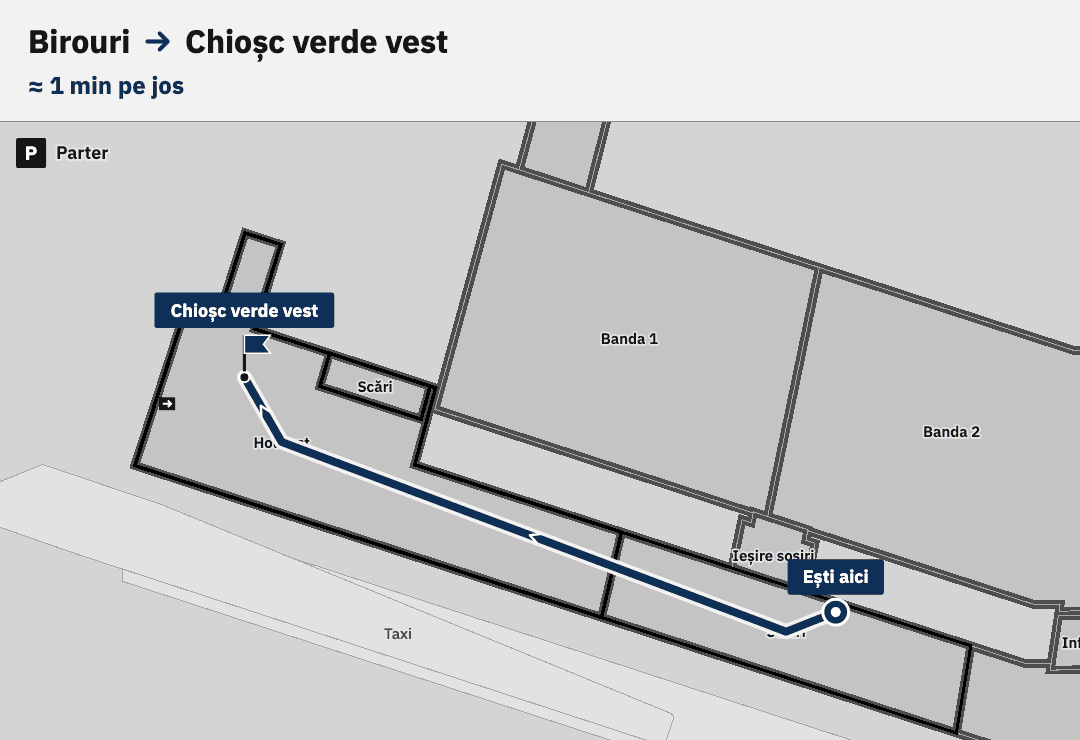 Birouri → Chioșc verde vest
≈ 1 min pe jos
P Parter
Chioșc verde vest
Banda 1
Scări
Banda 2
Ieșire sosiri
Ești aici
Taxi
Inf